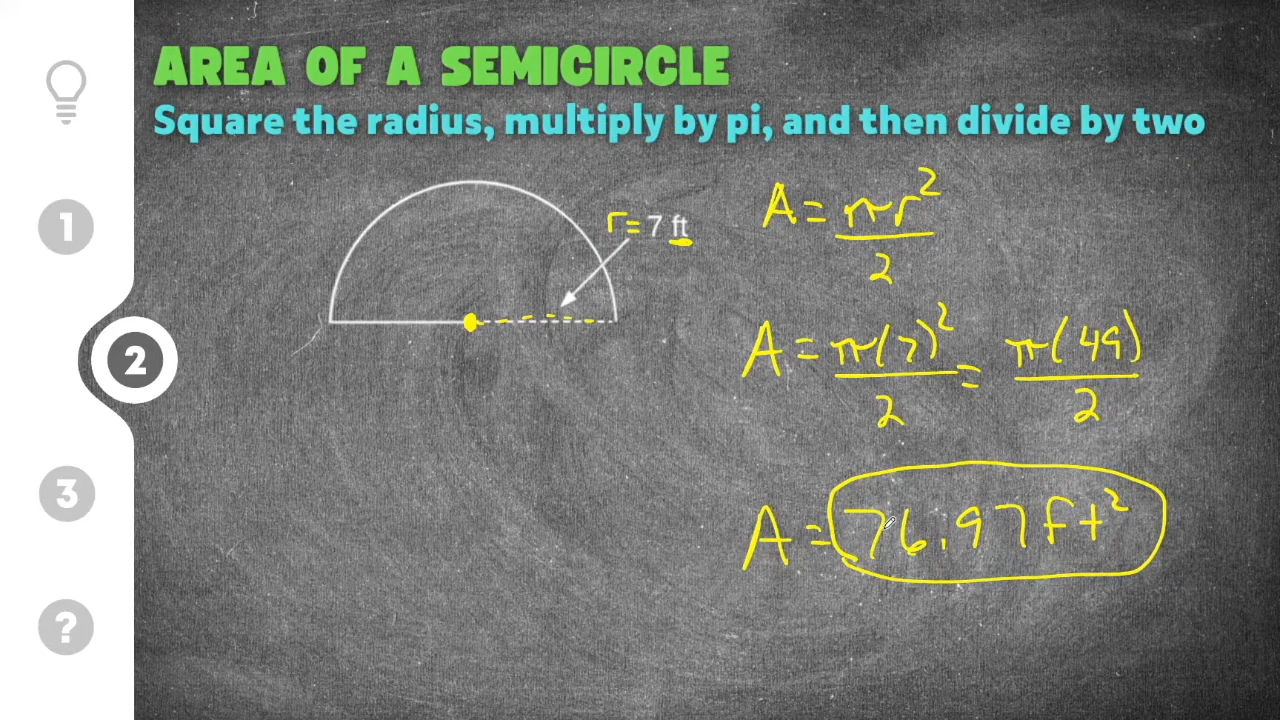 AREA OF A SEMICIRCLE
Square the radius, multiply by pi, and then divide by two
1
2
3
?
r = 7 ft
A = πr²/2
A = π(7)²/2 = π(49)/2
A = 76.97 ft²